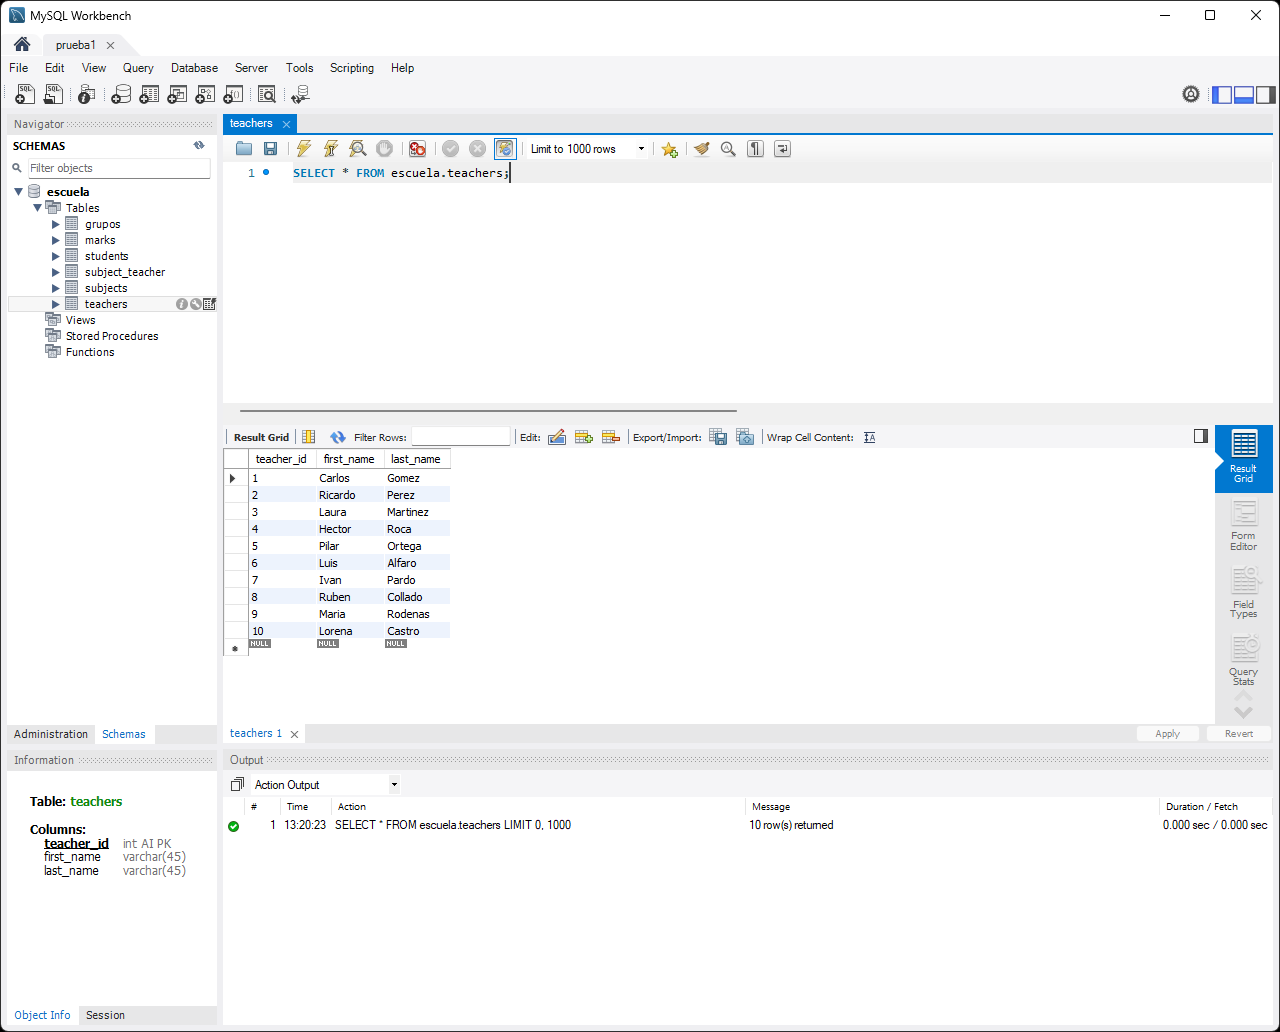 MySQL Workbench
prueba1
File Edit View Query Database Server Tools Scripting Help
Navigator
SCHEMAS
Filter objects
escuela
Tables
grupos
marks
students
subject_teacher
subjects
teachers
Views
Stored Procedures
Functions
Administration Schemas
Information
Table: teachers
Columns:
teacher_id int AI PK
first_name varchar(45)
last_name varchar(45)
Object Info Session
teachers
Limit to 1000 rows
1 SELECT * FROM escuela.teachers;
Result Grid Filter Rows: Edit: Export/Import: Wrap Cell Content:
teacher_id first_name last_name
1 Carlos Gomez
2 Ricardo Perez
3 Laura Martinez
4 Hector Roca
5 Pilar Ortega
6 Luis Alfaro
7 Ivan Pardo
8 Ruben Collado
9 Maria Rodenas
10 Lorena Castro
NULL NULL NULL
Result
Grid
Form
Editor
Field
Types
Query
Stats
teachers 1
Apply Revert
Output
Action Output
# Time Action Message Duration / Fetch
1 13:20:23 SELECT * FROM escuela.teachers LIMIT 0, 1000 10 row(s) returned 0.000 sec / 0.000 sec